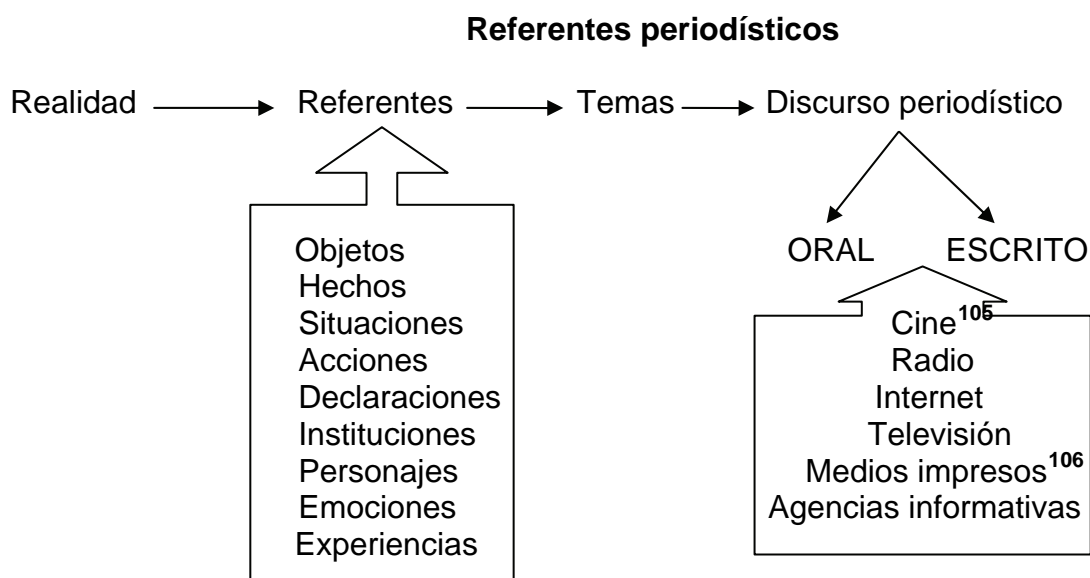 Referentes periodísticos
Realidad Referentes Temas Discurso periodístico
Objetos
Hechos
Situaciones
Acciones
Declaraciones
Instituciones
Personajes
Emociones
Experiencias
ORAL ESCRITO
Cine105
Radio
Internet
Televisión
Medios impresos106
Agencias informativas